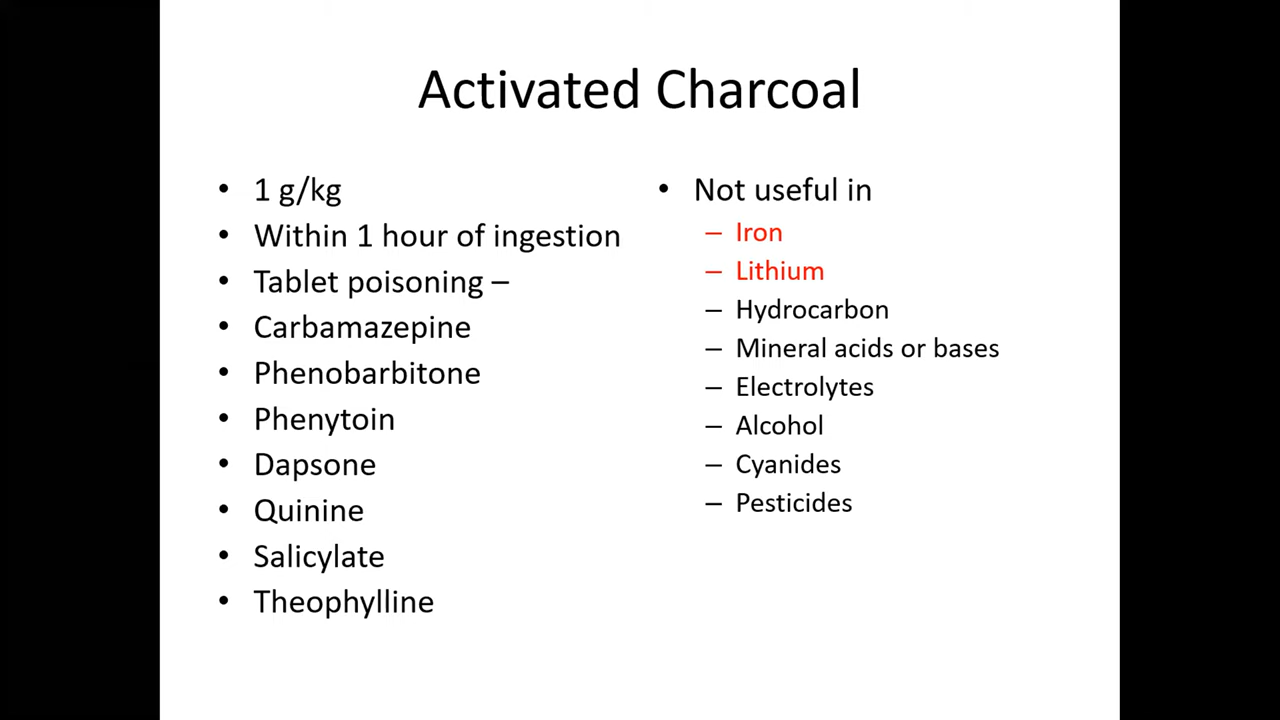 Activated Charcoal
• 1 g/kg
• Within 1 hour of ingestion
• Tablet poisoning –
• Carbamazepine
• Phenobarbitone
• Phenytoin
• Dapsone
• Quinine
• Salicylate
• Theophylline
• Not useful in
– Iron
– Lithium
– Hydrocarbon
– Mineral acids or bases
– Electrolytes
– Alcohol
– Cyanides
– Pesticides